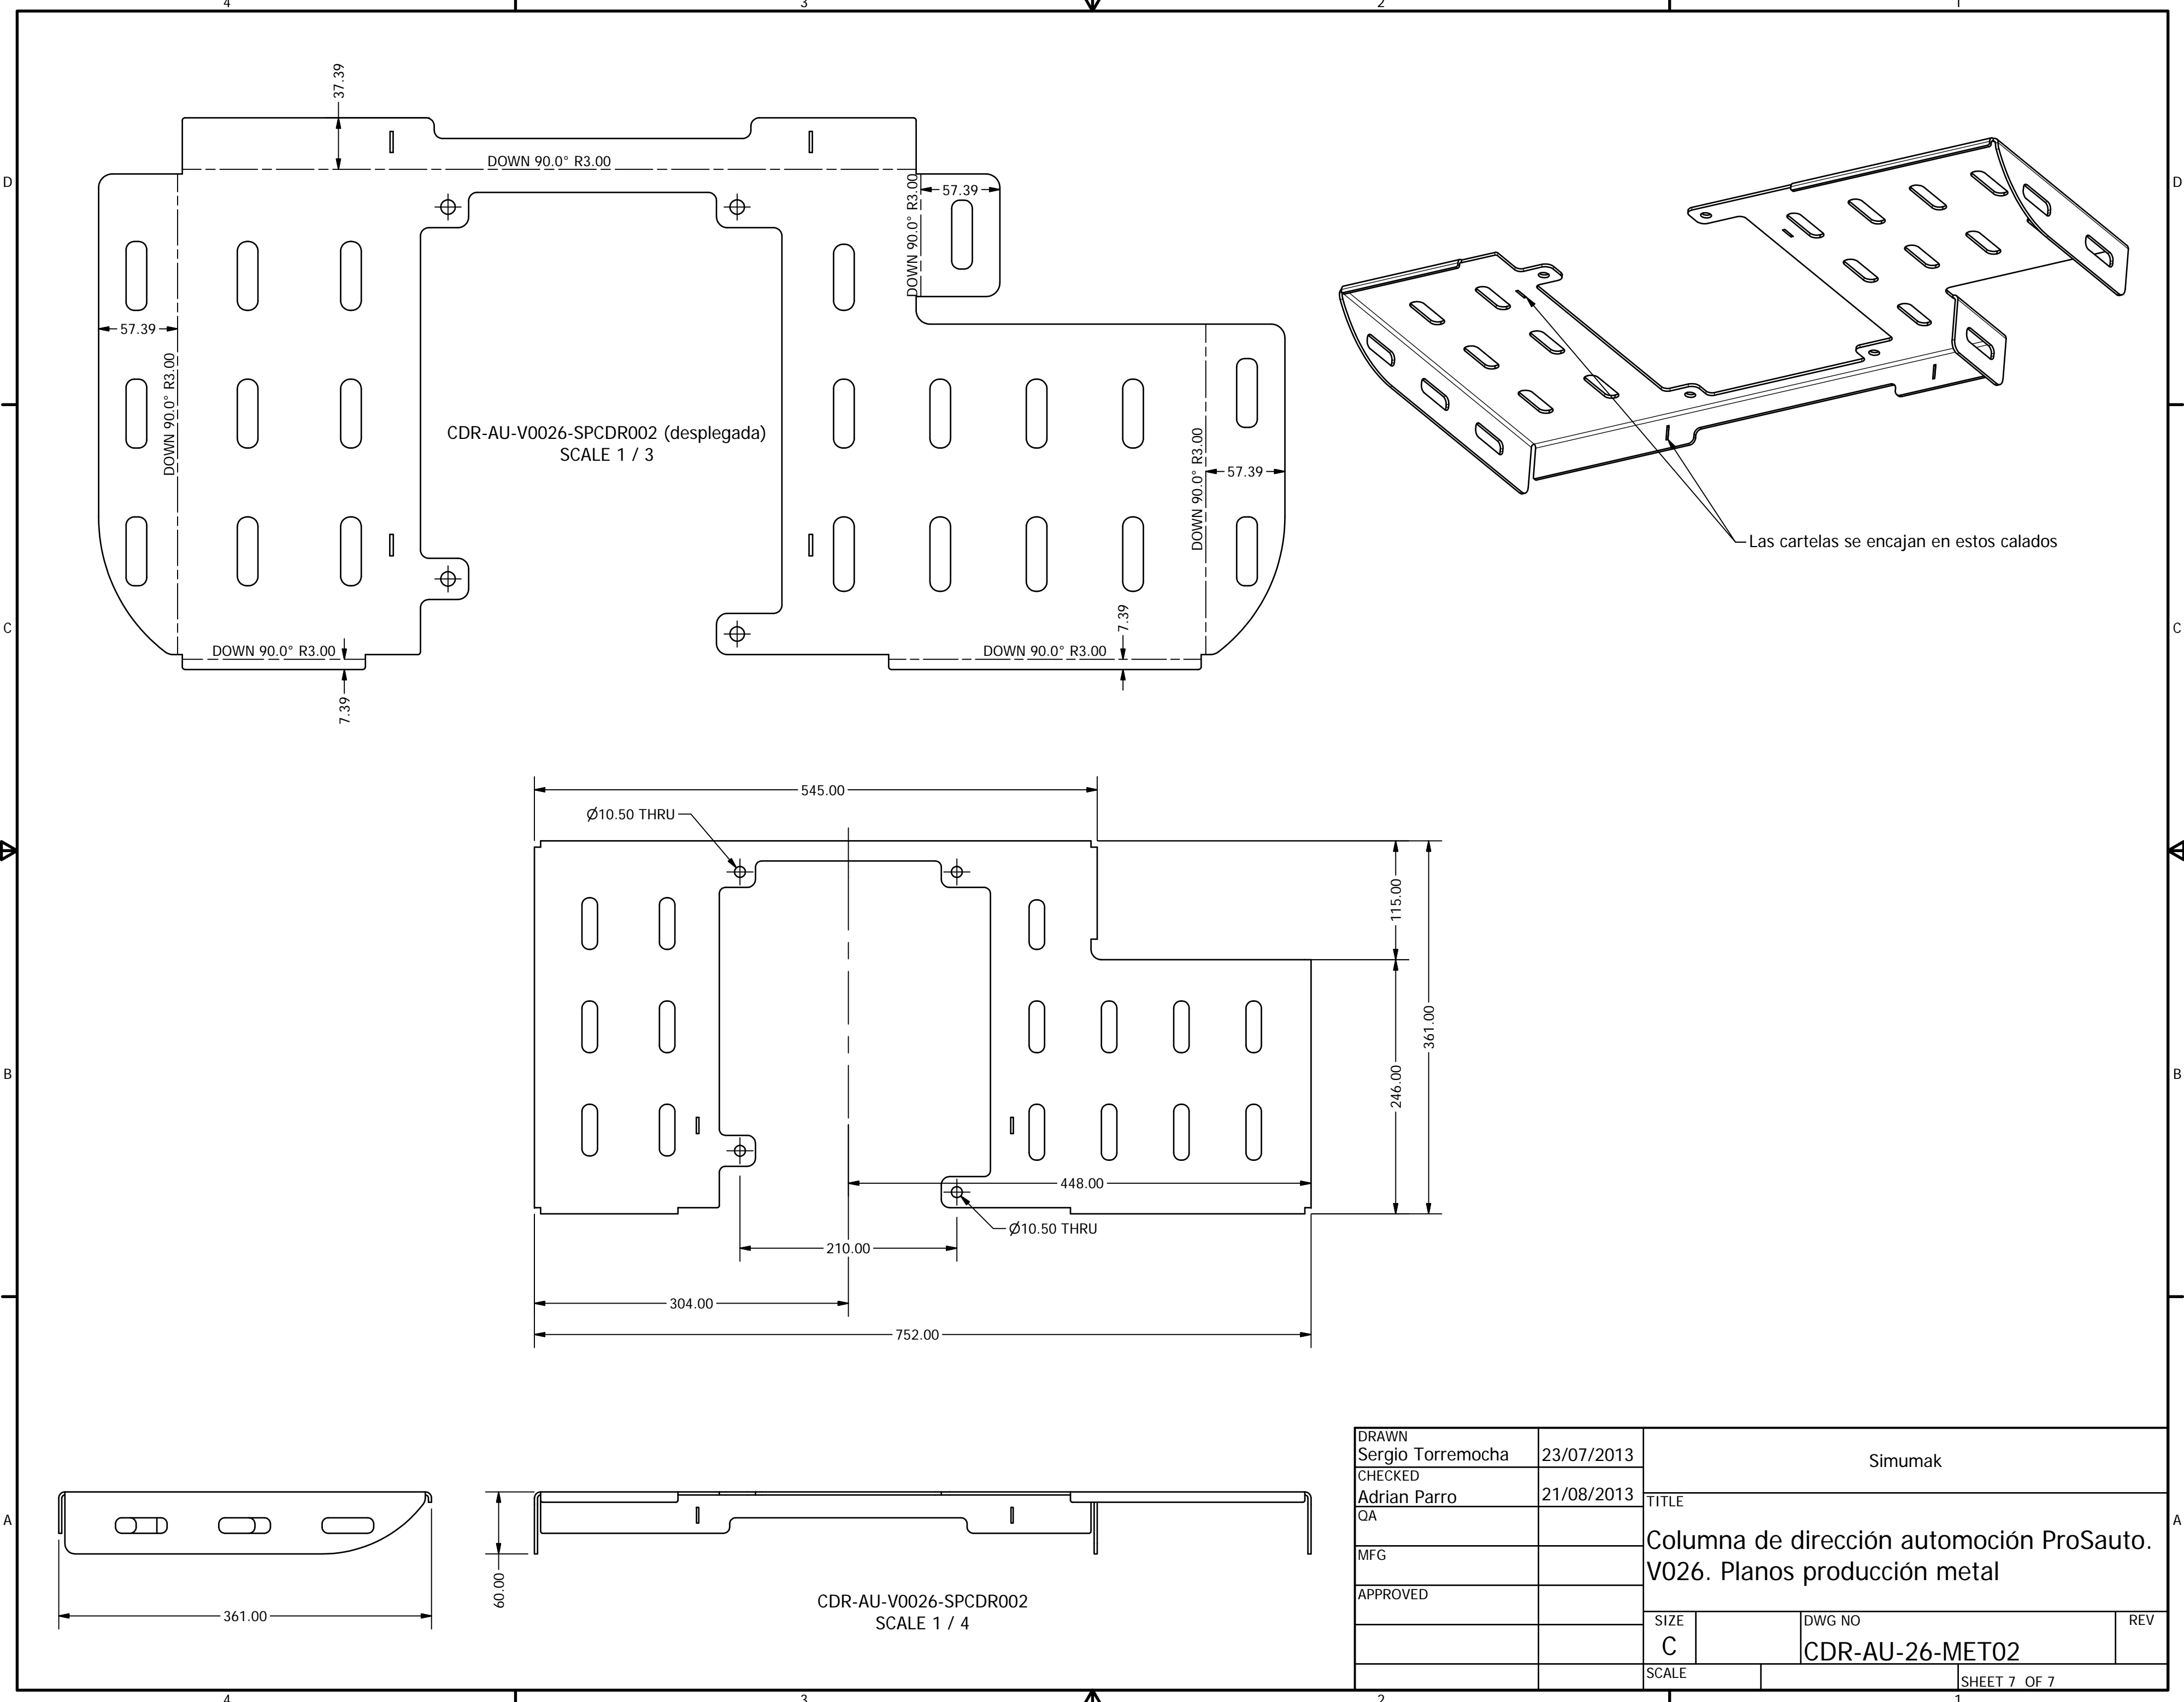 4
3
2
1
D
D
37.39
DOWN 90.0° R3.00
DOWN 90.0° R3.00
57.39
57.39
DOWN 90.0° R3.00
CDR-AU-V0026-SPCDR002 (desplegada)
SCALE 1 / 3
DOWN 90.0° R3.00
57.39
Las cartelas se encajan en estos calados
C
C
DOWN 90.0° R3.00
7.39
DOWN 90.0° R3.00
7.39
545.00
Ø10.50 THRU
115.00
361.00
246.00
B
B
448.00
Ø10.50 THRU
210.00
304.00
752.00
A
A
361.00
60.00
CDR-AU-V0026-SPCDR002
SCALE 1 / 4
DRAWN
Sergio Torremocha
23/07/2013
Simumak
CHECKED
Adrian Parro
21/08/2013
TITLE
Columna de dirección automoción ProSauto.
V026. Planos producción metal
QA
MFG
APPROVED
SIZE
C
DWG NO
CDR-AU-26-MET02
REV
SCALE
SHEET 7 OF 7
4
3
2
1